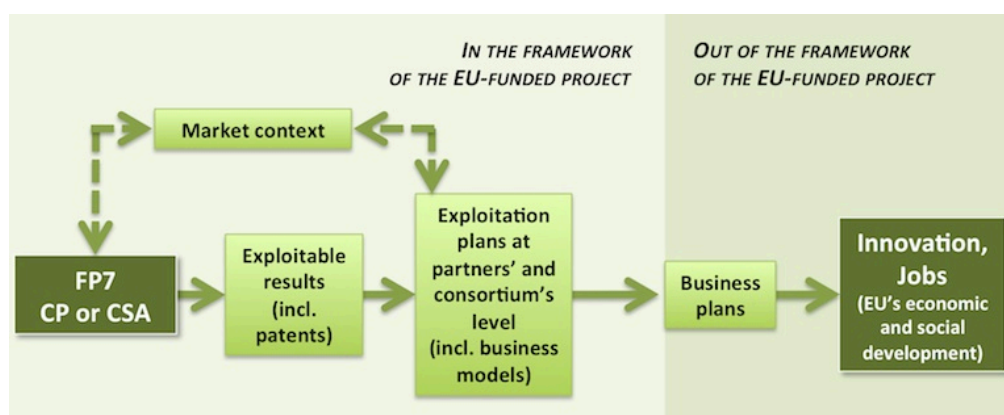 IN THE FRAMEWORK
OF THE EU-FUNDED PROJECT
OUT OF THE FRAMEWORK
OF THE EU-FUNDED PROJECT
Market context
FP7
CP or CSA
Exploitable
results
(incl.
patents)
Exploitation
plans at
partners' and
consortium's
level
(incl. business
models)
Business
plans
Innovation,
Jobs
(EU's economic
and social
development)